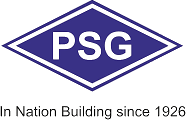 PSG
In Nation Building since 1926